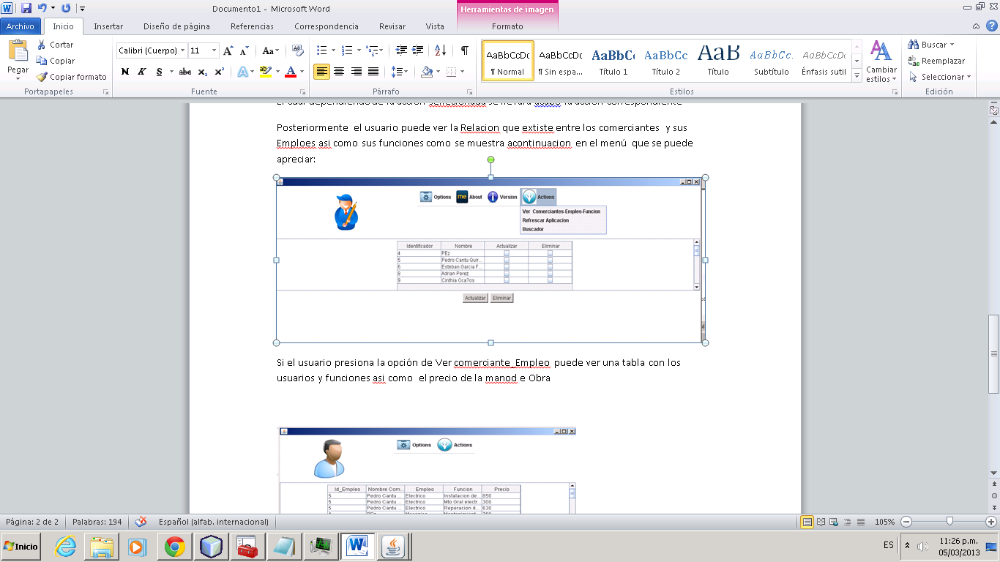 Documento1 - Microsoft Word
Herramientas de imagen
Archivo Inicio Insertar Diseño de página Referencias Correspondencia Revisar Vista Formato
Pegar
Cortar
Copiar
Copiar formato
Portapapeles
Calibri (Cuerpo) 11
N K S abc x₂ x²
Fuente
Párrafo
AaBbCcDc AaBbCcDc AaBbC AaBbCc AaB AaBbCc. AaBbCcDc
¶ Normal ¶ Sin espa... Título 1 Título 2 Título Subtítulo Énfasis sutil
Estilos
Cambiar
estilos
Buscar
Reemplazar
Seleccionar
Edición
El cual dependiendo de la accion seneccionada se llevara acabo la accion correspondiente
Posteriormente el usuario puede ver la Relacion que extiste entre los comerciantes y sus
Emploes asi como sus funciones como se muestra acontinuacion en el menú que se puede
apreciar:
Options About Version Actions
Ver Comerciantes-Empleo-Funcion
Refrescar Aplicacion
Buscador
Identificador Nombre Actualizar Eliminar
4 PEz
5 Pedro Cantu Quir...
6 Esteban Garcia F...
8 Adrian Perez
9 Cinthia Oca?os
Actualizar Eliminar
Si el usuario presiona la opción de Ver comerciante_Empleo puede ver una tabla con los
usuarios y funciones asi como el precio de la manod e Obra
Options Actions
Id_Empleo Nombre Com... Empleo Funcion Precio
5 Pedro Cantu ... Electrico Instalacion de... 850
5 Pedro Cantu ... Electrico Mto Gral electr... 300
5 Pedro Cantu ... Electrico Reperacion d... 630
Página: 2 de 2 Palabras: 194 Español (alfab. internacional) 105%
Inicio ES 11:26 p.m.
05/03/2013